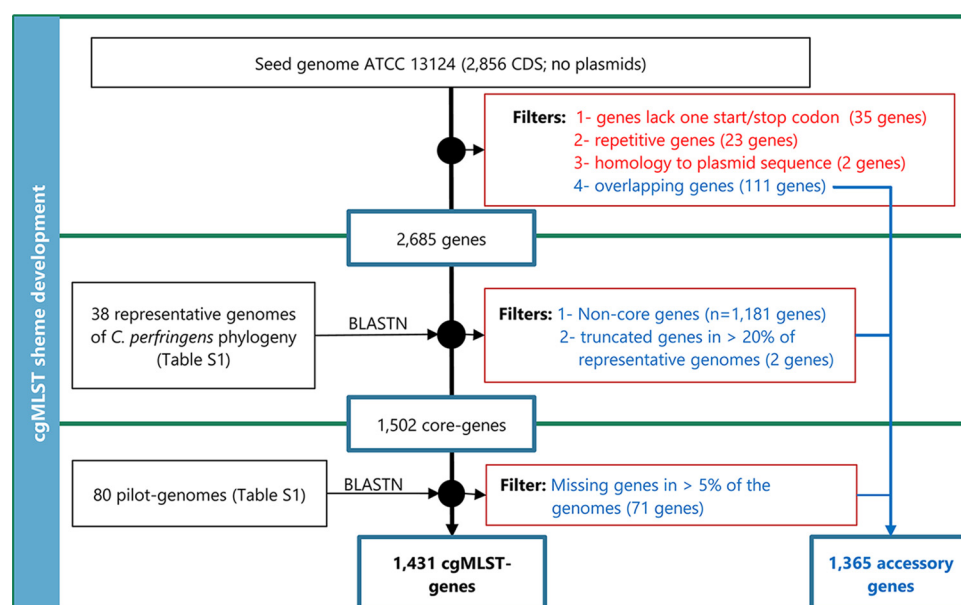 cgMLST sheme development
Seed genome ATCC 13124 (2,856 CDS; no plasmids)
Filters: 1- genes lack one start/stop codon (35 genes)
2- repetitive genes (23 genes)
3- homology to plasmid sequence (2 genes)
4- overlapping genes (111 genes)
2,685 genes
38 representative genomes
of C. perfringens phylogeny
(Table S1)
BLASTN
Filters: 1- Non-core genes (n=1,181 genes)
2- truncated genes in > 20% of
representative genomes (2 genes)
1,502 core-genes
80 pilot-genomes (Table S1)
BLASTN
Filter: Missing genes in > 5% of the
genomes (71 genes)
1,431 cgMLST-
genes
1,365 accessory
genes